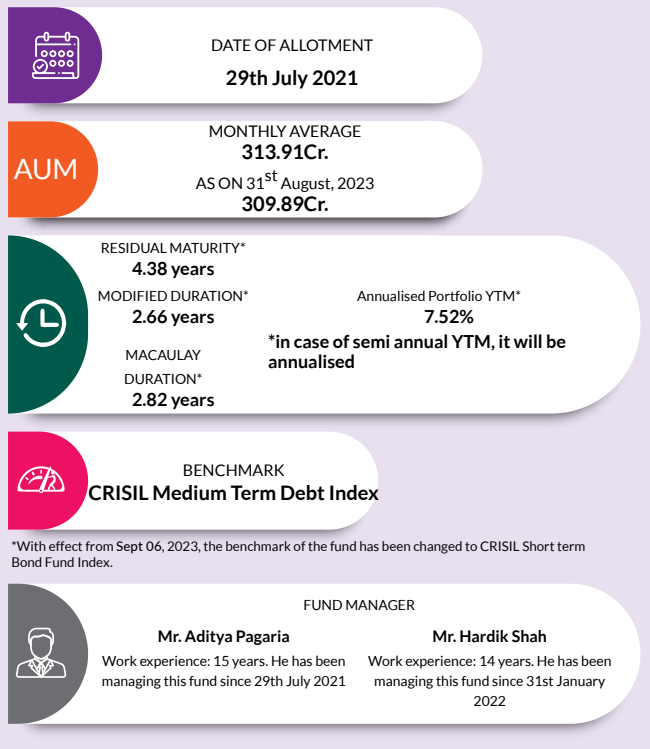 DATE OF ALLOTMENT
29th July 2021
AUM
MONTHLY AVERAGE
313.91Cr.
AS ON 31st August, 2023
309.89Cr.
RESIDUAL MATURITY*
4.38 years
MODIFIED DURATION*
2.66 years
MACAULAY
DURATION*
2.82 years
Annualised Portfolio YTM*
7.52%
*in case of semi annual YTM, it will be
annualised
BENCHMARK
CRISIL Medium Term Debt Index
*With effect from Sept 06, 2023, the benchmark of the fund has been changed to CRISIL Short term
Bond Fund Index.
FUND MANAGER
Mr. Aditya Pagaria
Work experience: 15 years. He has been
managing this fund since 29th July 2021
Mr. Hardik Shah
Work experience: 14 years. He has been
managing this fund since 31st January
2022